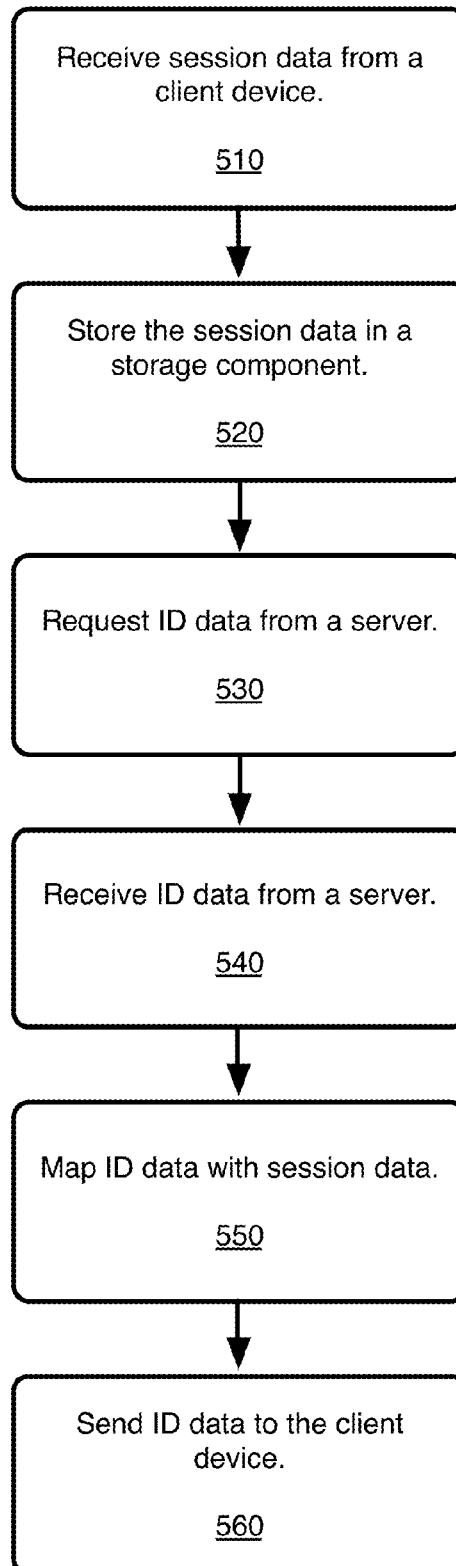 Receive session data from a
client device.
510
Store the session data in a
storage component.
520
Request ID data from a server.
530
Receive ID data from a server.
540
Map ID data with session data.
550
Send ID data to the client
device.
560